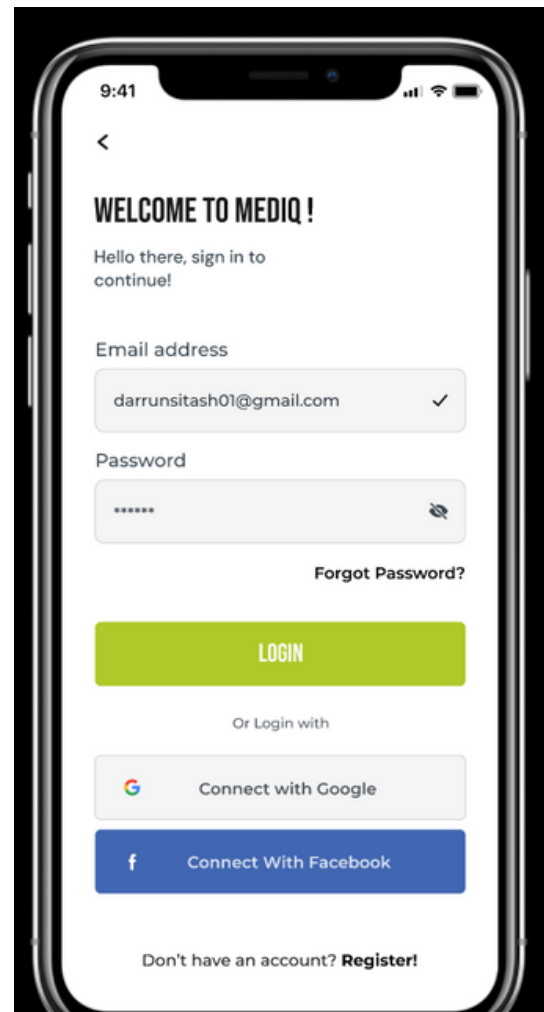 9:41
WELCOME TO MEDIQ !
Hello there, sign in to
continue!
Email address
darrunsitash01@gmail.com
Password
******
Forgot Password?
LOGIN
Or Login with
G Connect with Google
f Connect With Facebook
Don't have an account? Register!